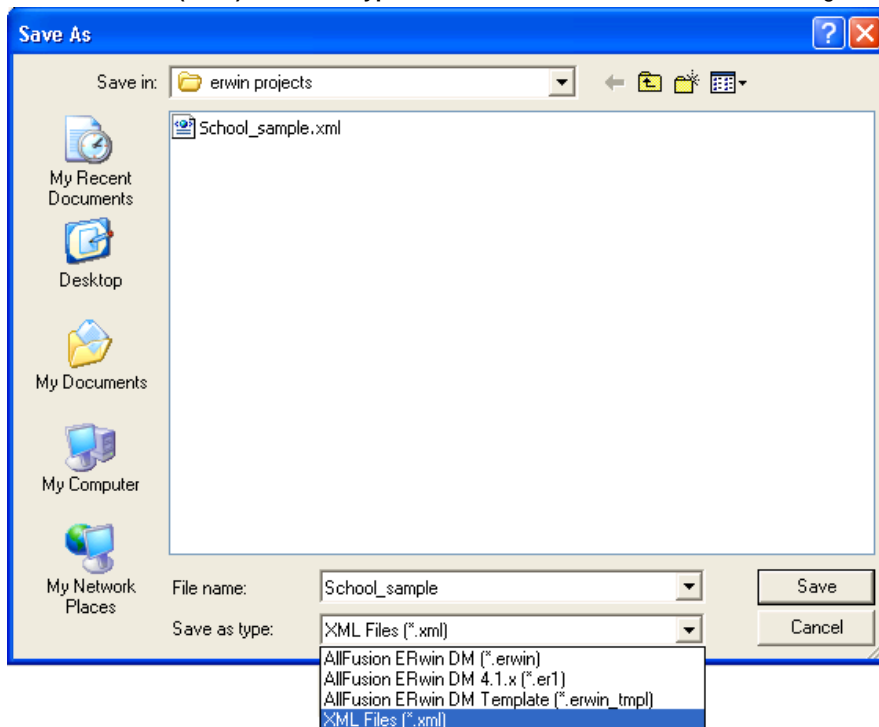 Save As
Save in:
erwin projects
School_sample.xml
My Recent
Documents
Desktop
My Documents
My Computer
My Network
Places
File name:
School_sample
Save
Save as type:
XML Files (*.xml)
Cancel
AllFusion ERwin DM (*.erwin)
AllFusion ERwin DM 4.1.x (*.er1)
AllFusion ERwin DM Template (*.erwin_tmpl)
XML Files (*.xml)